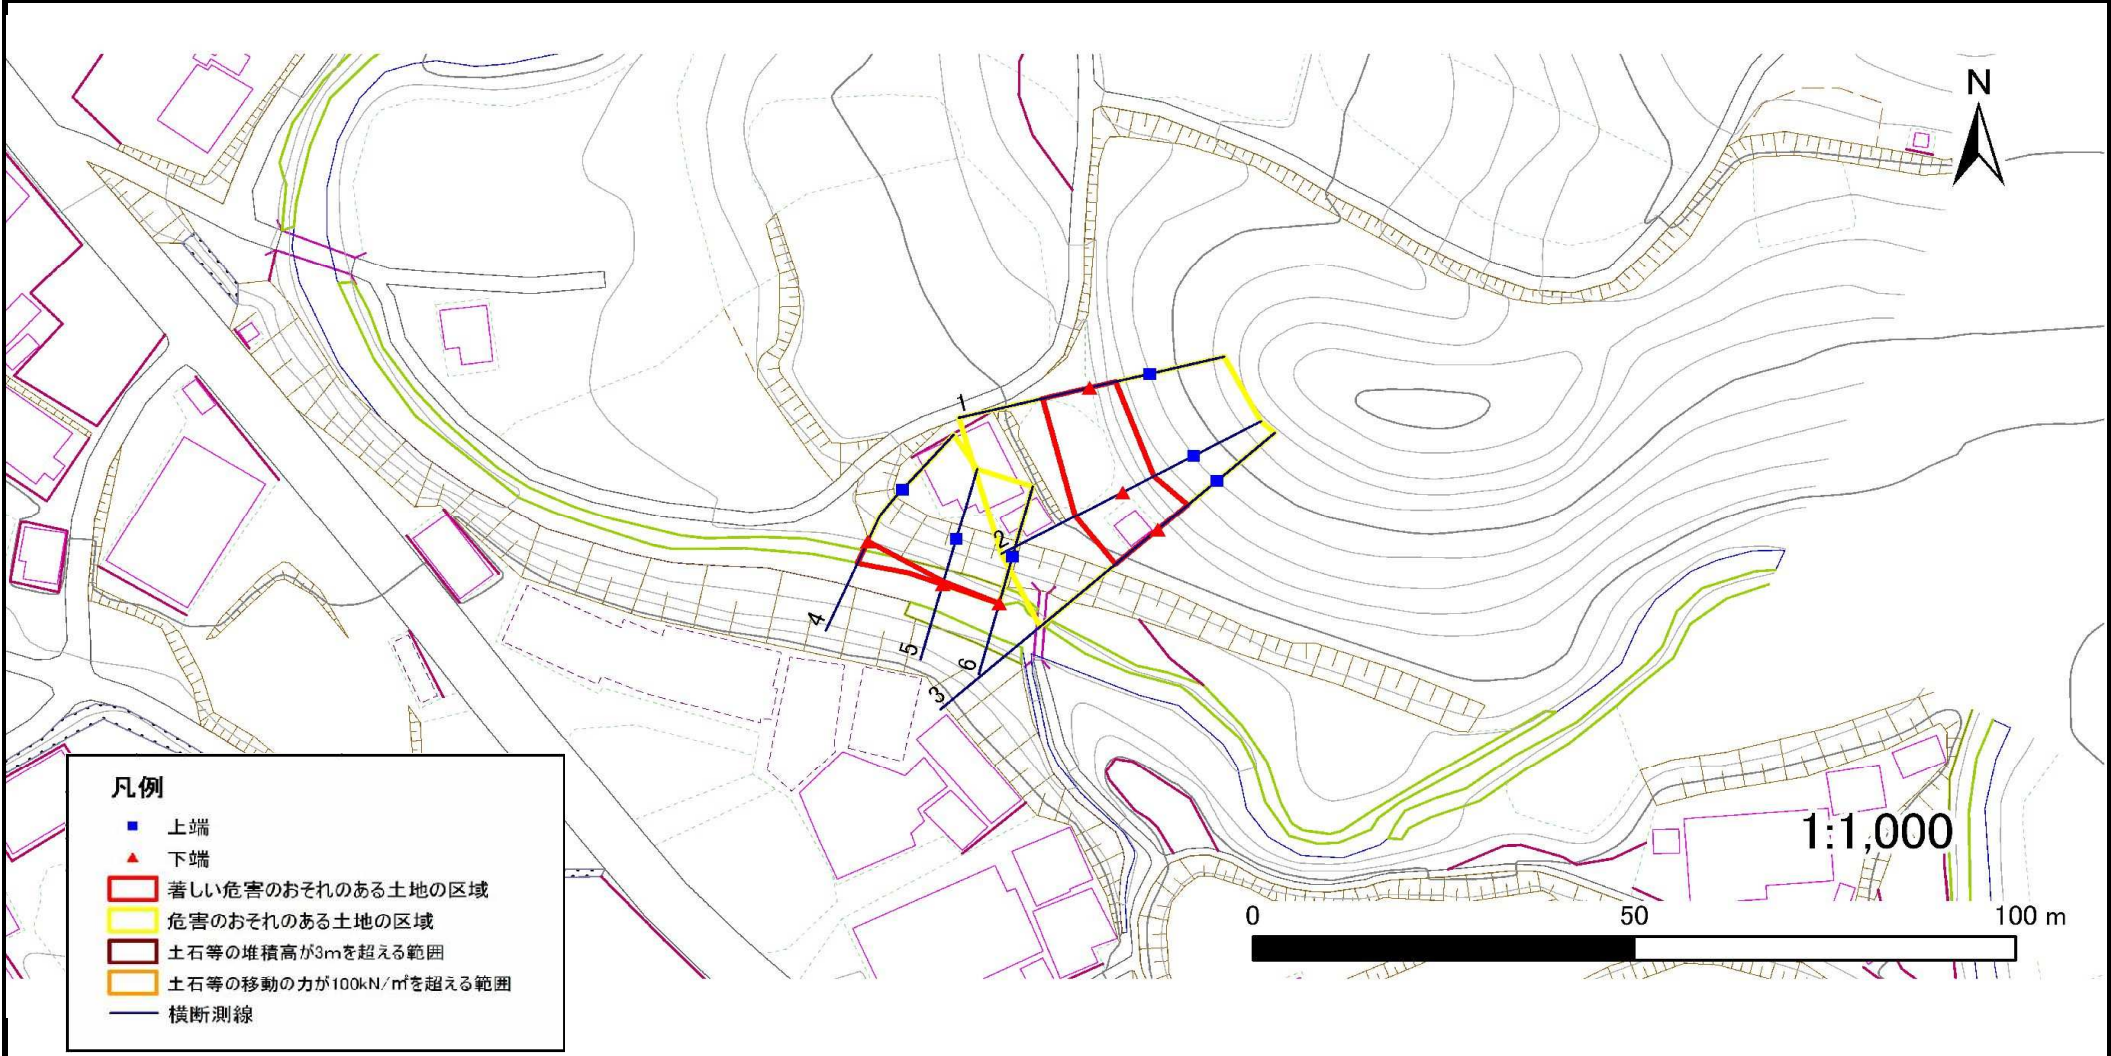 N
1
2
4
5
6
3
凡例
上端
下端
著しい危害のおそれのある土地の区域
危害のおそれのある土地の区域
土石等の堆積高が3mを超える範囲
土石等の移動の力が100kN/㎡を超える範囲
横断測線
1:1,000
0 50 100 m